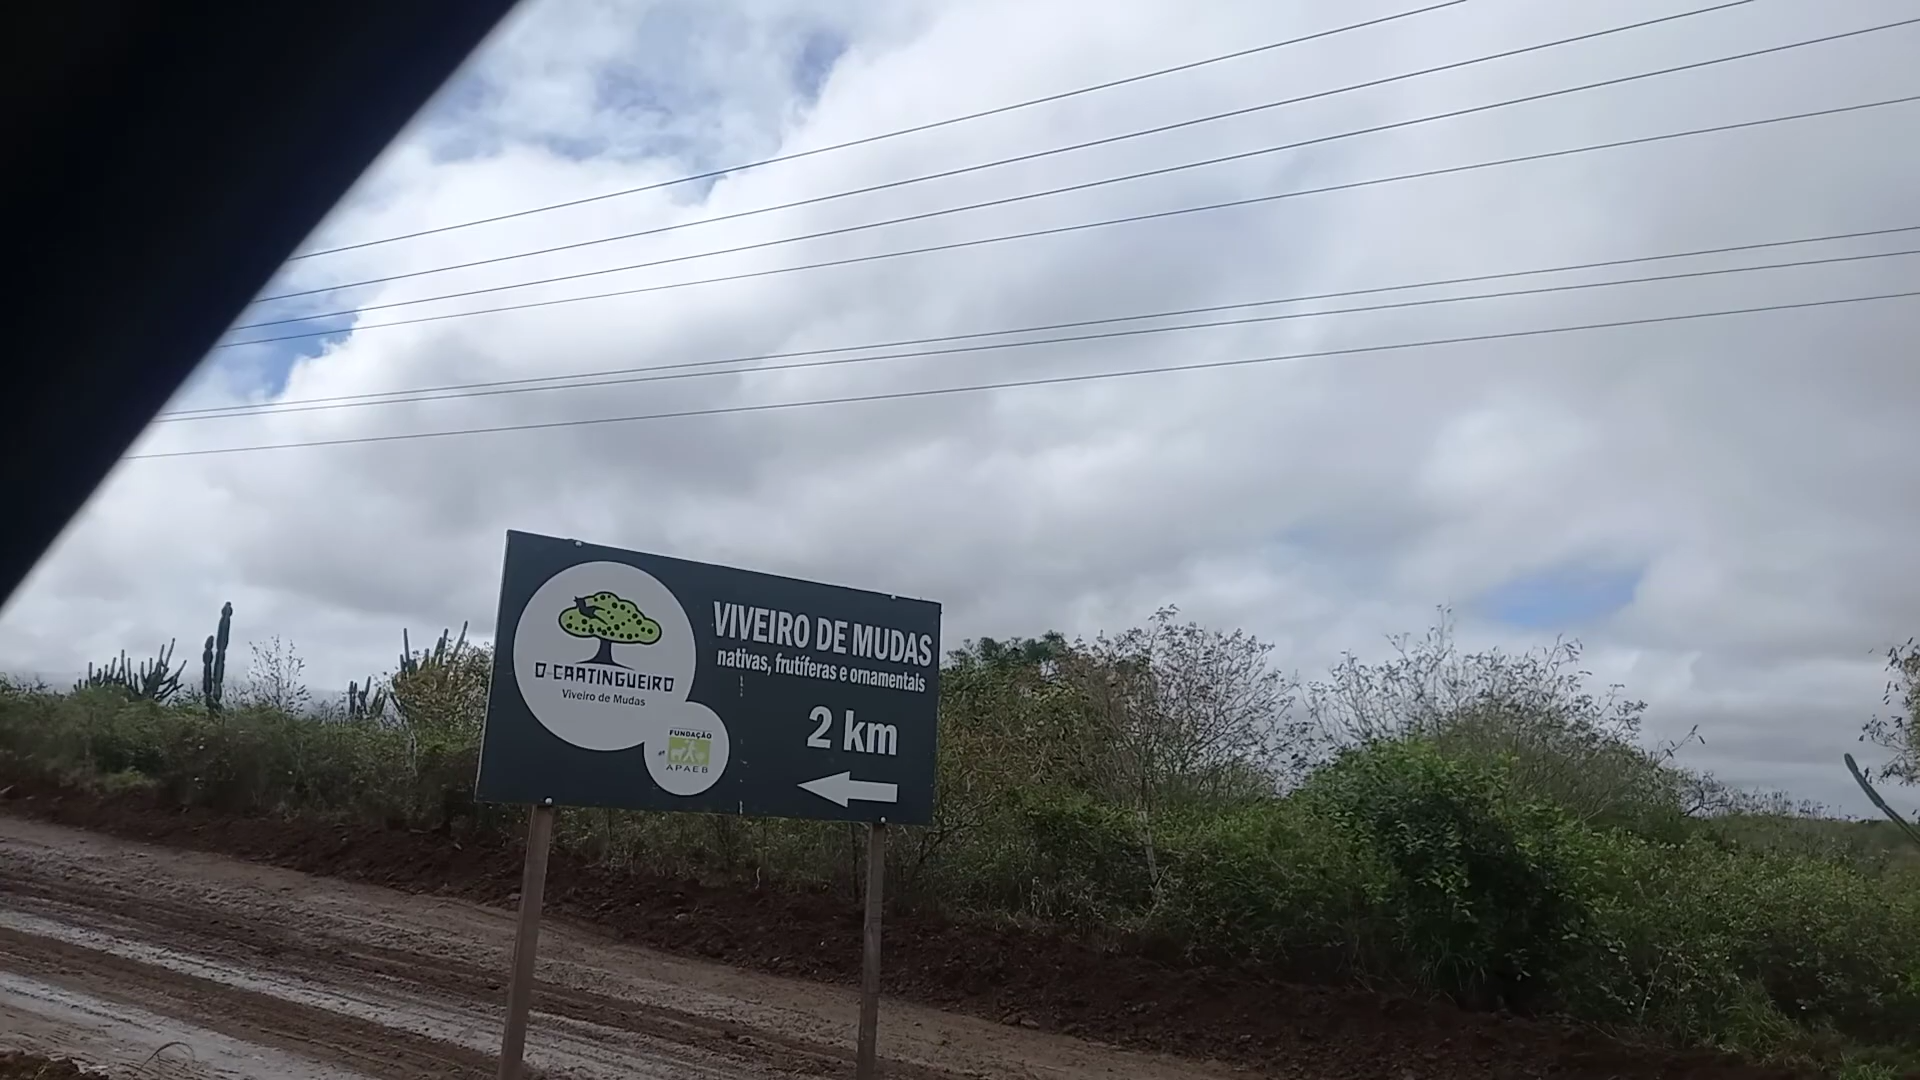 VIVEIRO DE MUDAS
nativas, frutíferas e ornamentais
2 km
O CAATINGUEIRO
Viveiro de Mudas
FUNDAÇÃO
APAEB